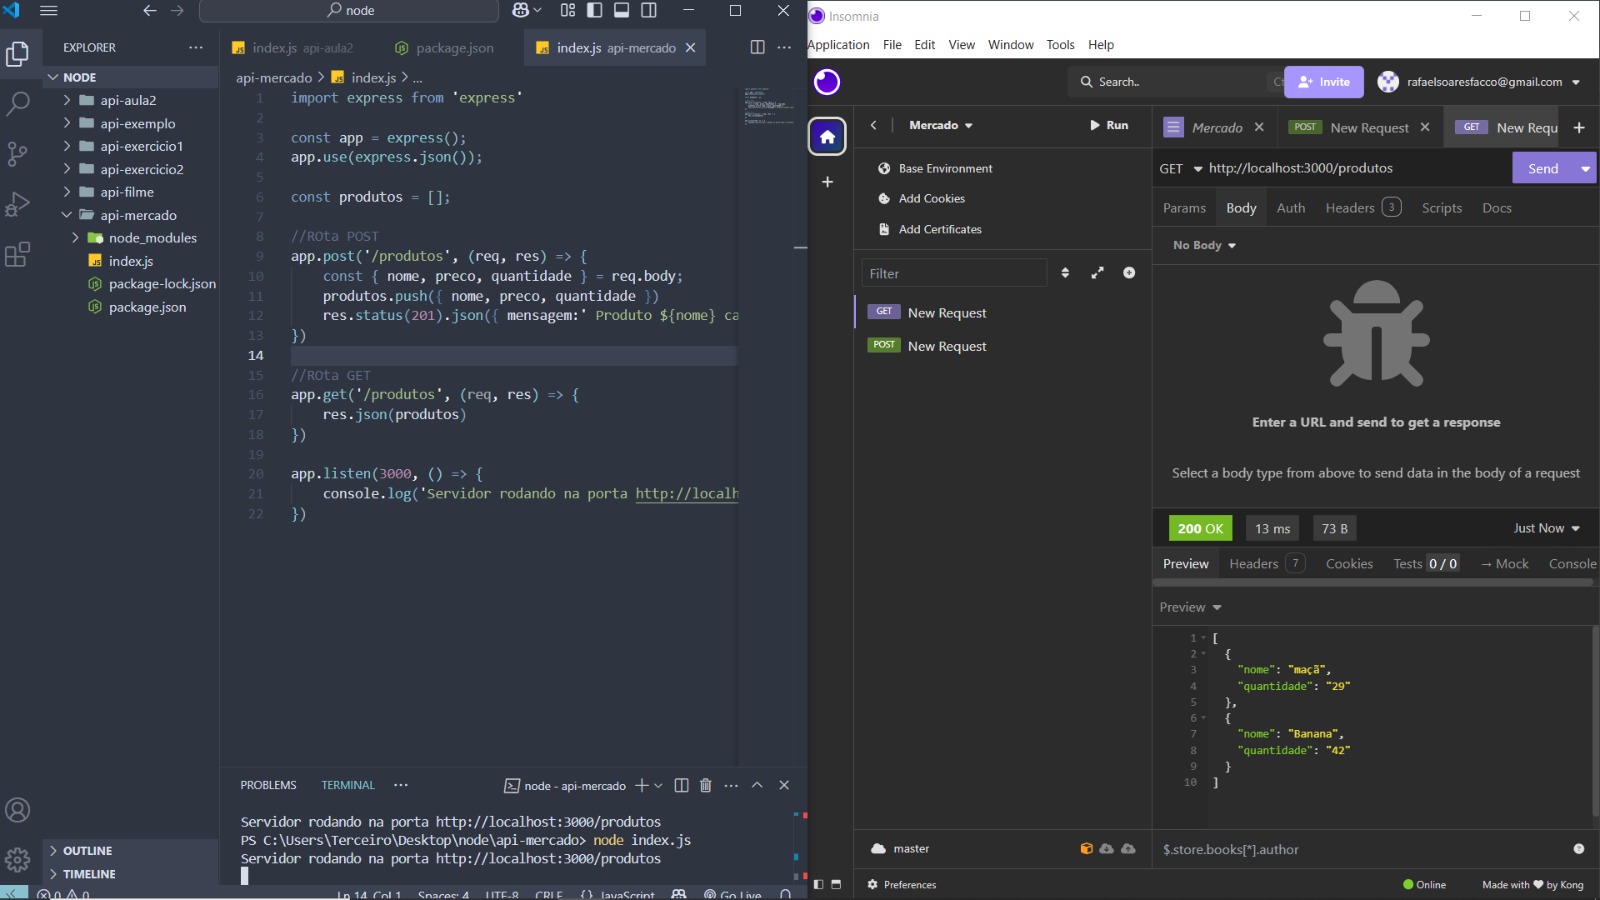 node
EXPLORER
NODE
api-aula2
api-exemplo
api-exercicio1
api-exercicio2
api-filme
api-mercado
node_modules
index.js
package-lock.json
package.json
OUTLINE
TIMELINE
index.js api-aula2
package.json
index.js api-mercado
api-mercado > index.js > ...
1 import express from 'express'
2
3 const app = express();
4 app.use(express.json());
5
6 const produtos = [];
7
8 //ROta POST
9 app.post('/produtos', (req, res) => {
10 const { nome, preco, quantidade } = req.body;
11 produtos.push({ nome, preco, quantidade })
12 res.status(201).json({ mensagem:' Produto ${nome} ca
13 })
14
15 //ROta GET
16 app.get('/produtos', (req, res) => {
17 res.json(produtos)
18 })
19
20 app.listen(3000, () => {
21 console.log('Servidor rodando na porta http://localh
22 })
PROBLEMS TERMINAL ... node - api-mercado
Servidor rodando na porta http://localhost:3000/produtos
PS C:\Users\Terceiro\Desktop\node\api-mercado> node index.js
Servidor rodando na porta http://localhost:3000/produtos
0 0 Ln 14, Col 1 Spaces: 4 UTF-8 CRLF {} JavaScript Go Live
Insomnia
Application File Edit View Window Tools Help
Search.. Invite rafaelsoaresfacco@gmail.com
Mercado Run
Base Environment
Add Cookies
Add Certificates
Filter
GET New Request
POST New Request
master
Preferences
Mercado POST New Request GET New Requ
GET http://localhost:3000/produtos Send
Params Body Auth Headers 3 Scripts Docs
No Body
Enter a URL and send to get a response
Select a body type from above to send data in the body of a request
200 OK 13 ms 73 B Just Now
Preview Headers 7 Cookies Tests 0 / 0 → Mock Console
Preview
1 [
2 {
3 "nome": "maçã",
4 "quantidade": "29"
5 },
6 {
7 "nome": "Banana",
8 "quantidade": "42"
9 }
10 ]
$.store.books[*].author
Online Made with ♥ by Kong